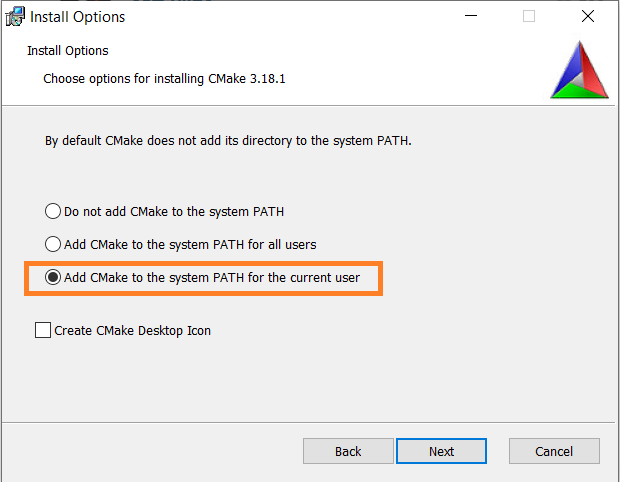 Install Options
Install Options
Choose options for installing CMake 3.18.1
By default CMake does not add its directory to the system PATH.
Do not add CMake to the system PATH
Add CMake to the system PATH for all users
Add CMake to the system PATH for the current user
Create CMake Desktop Icon
Back Next Cancel